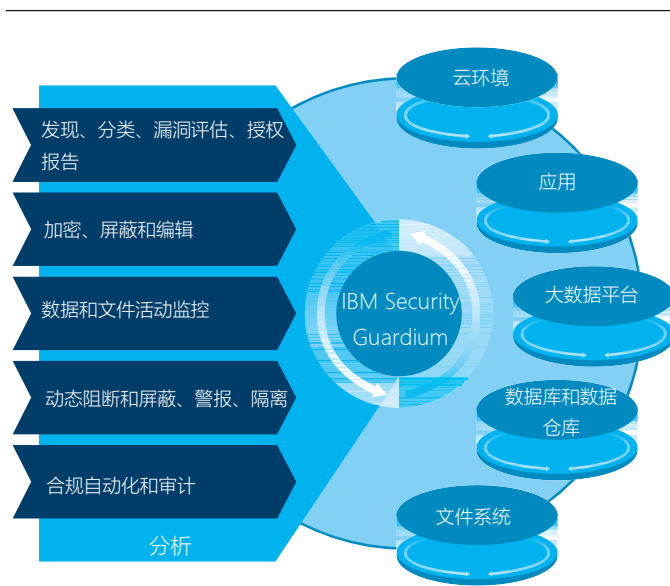 发现、分类、漏洞评估、授权
报告
加密、屏蔽和编辑
数据和文件活动监控
动态阻断和屏蔽、警报、隔离
合规自动化和审计
分析
IBM Security
Guardium
云环境
应用
大数据平台
数据库和数据
仓库
文件系统